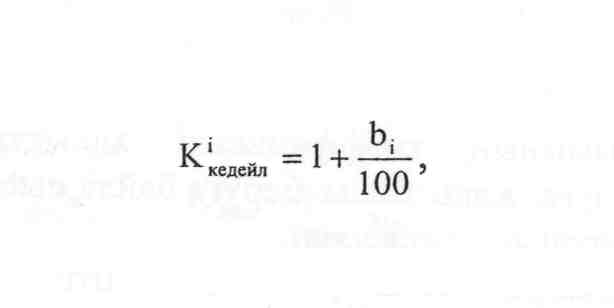 K^i_кедейл = 1 + b_i/100,